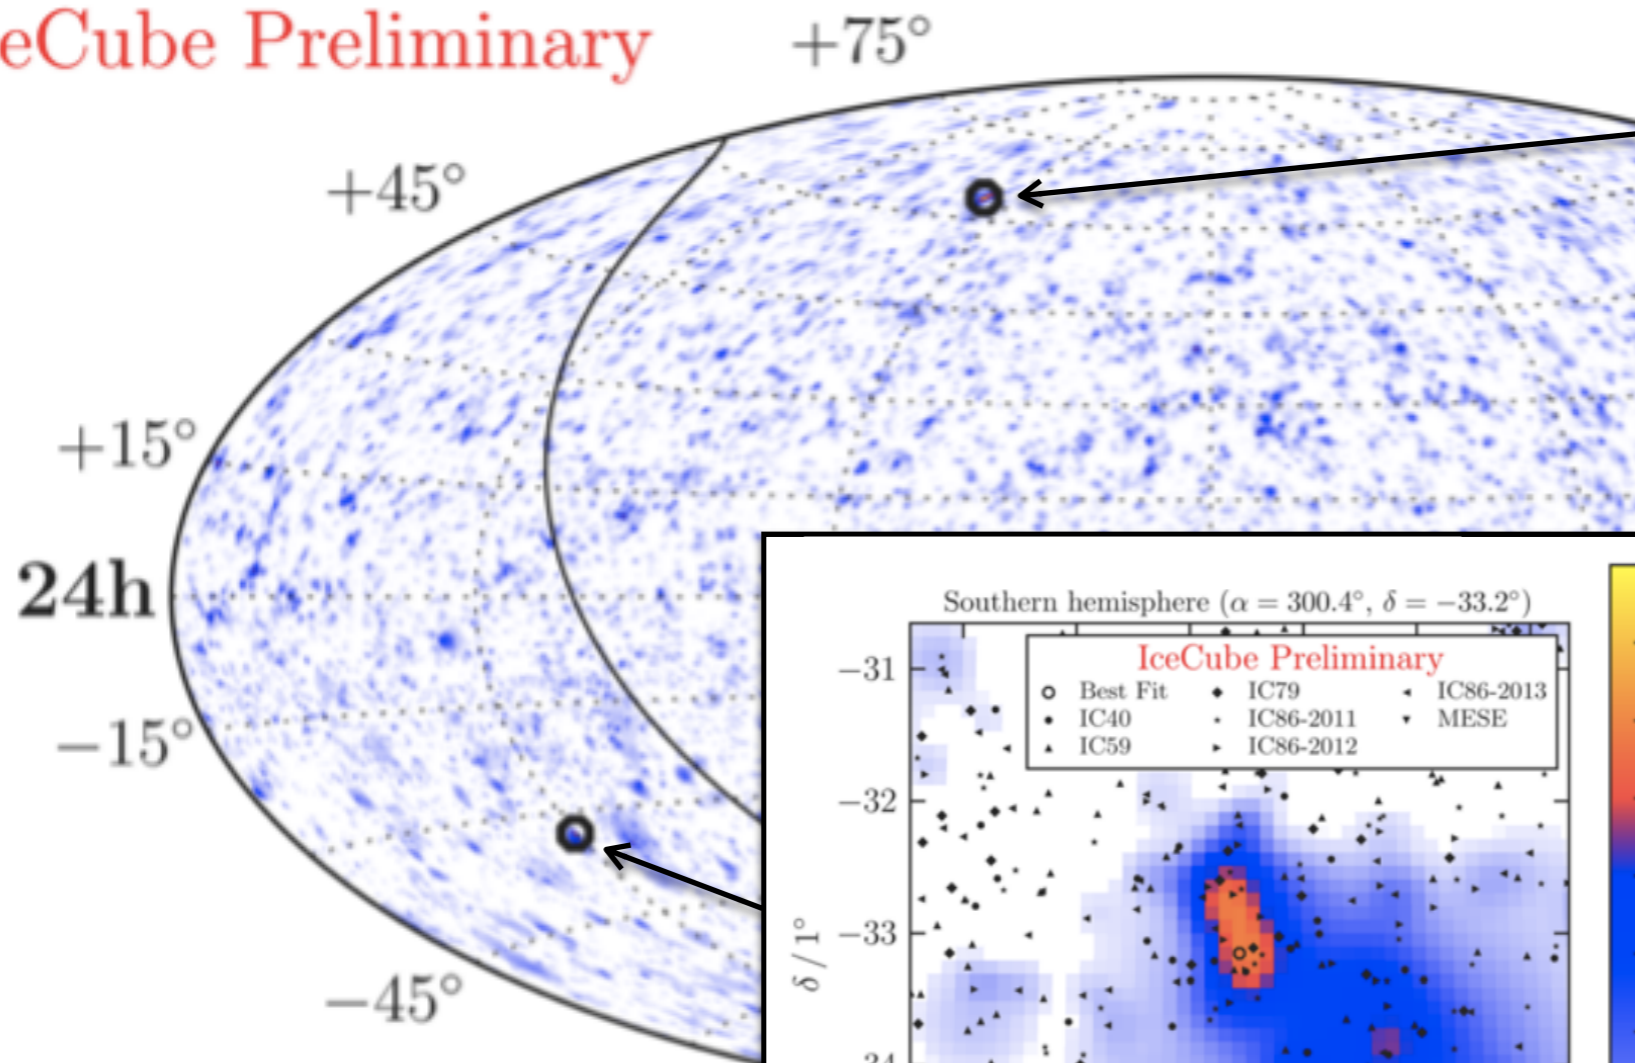 eCube Preliminary
+75°
+45°
+15°
24h
−15°
−45°
Southern hemisphere (α = 300.4°, δ = −33.2°)
IceCube Preliminary
Best Fit IC79 IC86-2013
IC40 IC86-2011 MESE
IC59 IC86-2012
−31
−32
−33
δ / 1°